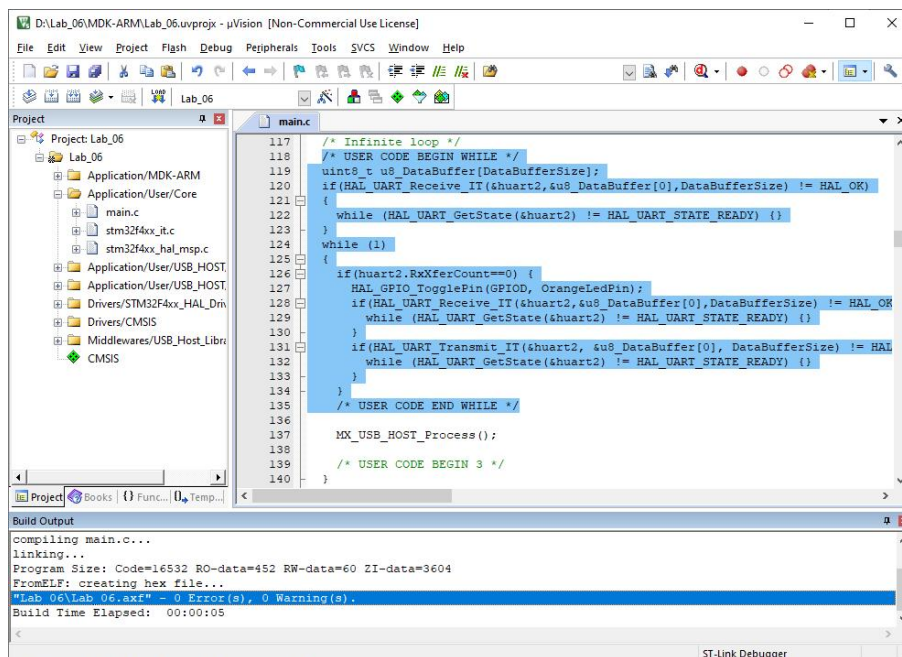 D:\Lab_06\MDK-ARM\Lab_06.uvprojx - µVision [Non-Commercial Use License]
File Edit View Project Flash Debug Peripherals Tools SVCS Window Help
LOAD
Lab_06
Project
Project: Lab_06
Lab_06
Application/MDK-ARM
Application/User/Core
main.c
stm32f4xx_it.c
stm32f4xx_hal_msp.c
Application/User/USB_HOST
Application/User/USB_HOST
Drivers/STM32F4xx_HAL_Driv
Drivers/CMSIS
Middlewares/USB_Host_Libra
CMSIS
Project Books {} Func... Temp...
main.c
117 /* Infinite loop */
118 /* USER CODE BEGIN WHILE */
119 uint8_t u8_DataBuffer[DataBufferSize];
120 if(HAL_UART_Receive_IT(&huart2,&u8_DataBuffer[0],DataBufferSize) != HAL_OK)
121 {
122 while (HAL_UART_GetState(&huart2) != HAL_UART_STATE_READY) {}
123 }
124 while (1)
125 {
126 if(huart2.RxXferCount==0) {
127 HAL_GPIO_TogglePin(GPIOD, OrangeLedPin);
128 if(HAL_UART_Receive_IT(&huart2,&u8_DataBuffer[0],DataBufferSize) != HAL_OK
129 while (HAL_UART_GetState(&huart2) != HAL_UART_STATE_READY) {}
130 }
131 if(HAL_UART_Transmit_IT(&huart2, &u8_DataBuffer[0], DataBufferSize) != HAL
132 while (HAL_UART_GetState(&huart2) != HAL_UART_STATE_READY) {}
133 }
134 }
135 /* USER CODE END WHILE */
136
137 MX_USB_HOST_Process();
138
139 /* USER CODE BEGIN 3 */
140 }
Build Output
compiling main.c...
linking...
Program Size: Code=16532 RO-data=452 RW-data=60 ZI-data=3604
FromELF: creating hex file...
"Lab_06\Lab_06.axf" - 0 Error(s), 0 Warning(s).
Build Time Elapsed: 00:00:05
ST-Link Debugger